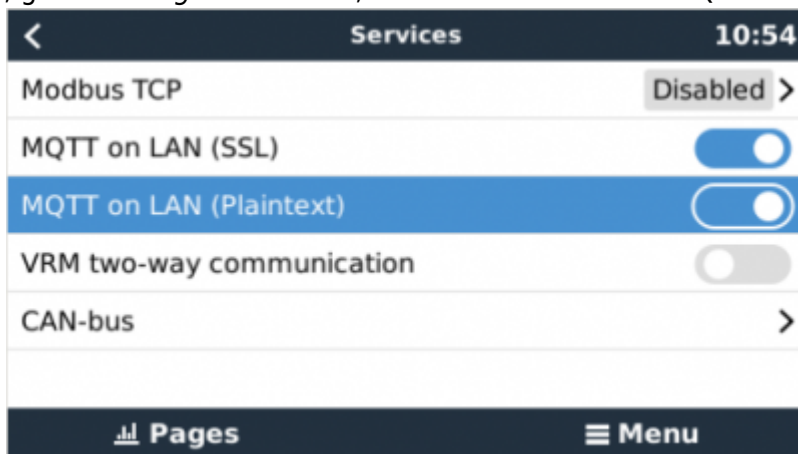 Services 10:54
Modbus TCP Disabled
MQTT on LAN (SSL)
MQTT on LAN (Plaintext)
VRM two-way communication
CAN-bus
Pages Menu